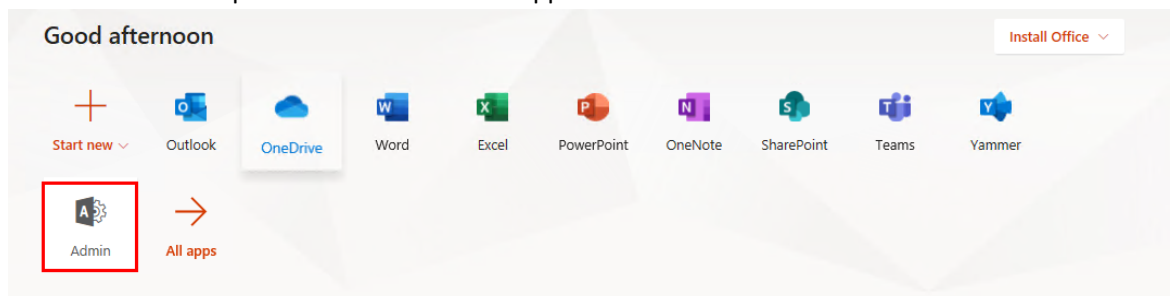 Good afternoon
Install Office
Start new
Outlook
OneDrive
Word
Excel
PowerPoint
OneNote
SharePoint
Teams
Yammer
Admin
All apps